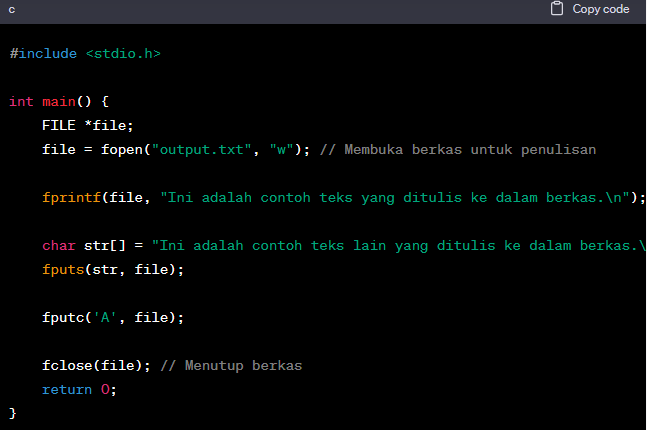 c
Copy code
#include <stdio.h>
int main() {
FILE *file;
file = fopen("output.txt", "w"); // Membuka berkas untuk penulisan
fprintf(file, "Ini adalah contoh teks yang ditulis ke dalam berkas.\n");
char str[] = "Ini adalah contoh teks lain yang ditulis ke dalam berkas.\
fputs(str, file);
fputc('A', file);
fclose(file); // Menutup berkas
return 0;
}